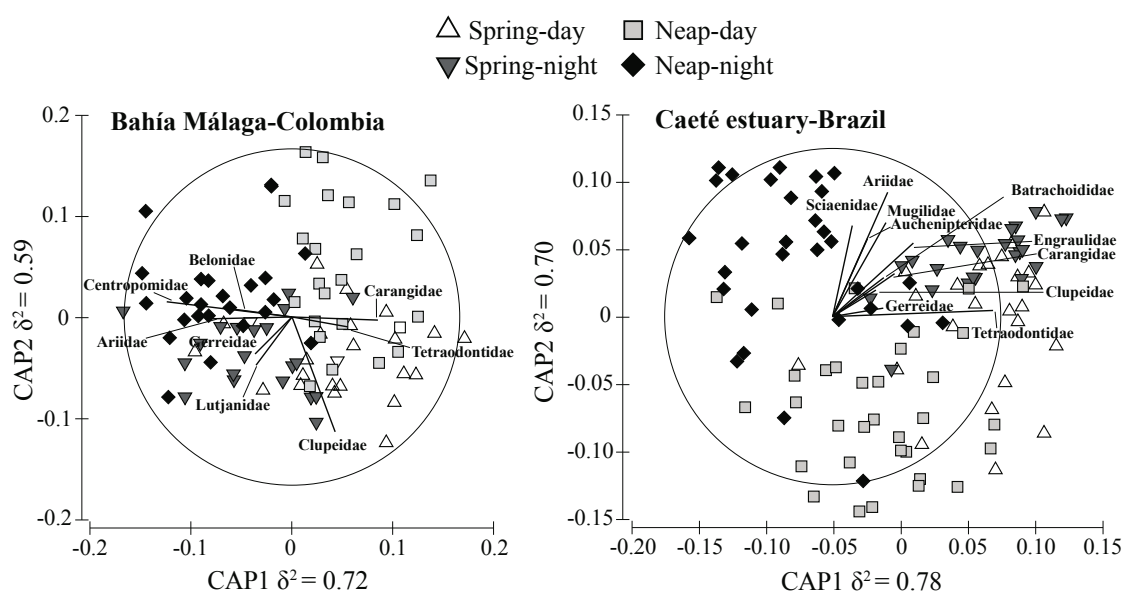 Spring-day Neap-day
Spring-night Neap-night
Bahía Málaga-Colombia
0.2
0.1
0
-0.1
-0.2
CAP2 δ² = 0.59
Belonidae
Centropomidae
Carangidae
Ariidae
Gerreidae
Tetraodontidae
Lutjanidae
Clupeidae
-0.2 -0.1 0 0.1 0.2
CAP1 δ² = 0.72
Caeté estuary-Brazil
0.15
0.10
0.05
0
-0.05
-0.10
-0.15
CAP2 δ² = 0.70
Ariidae
Batrachoididae
Sciaenidae
Mugilidae
Auchenipteridae
Engraulidae
Carangidae
Clupeidae
Gerreidae
Tetraodontidae
-0.20 -0.15 -0.10 -0.05 0 0.05 0.10 0.15
CAP1 δ² = 0.78